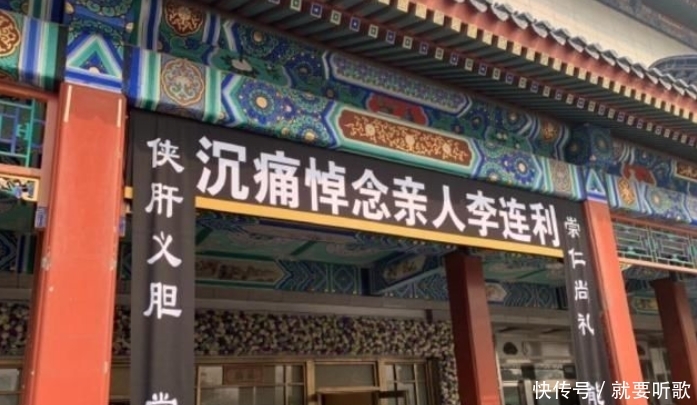 沉痛悼念亲人李连利
侠肝义胆
崇仁尚礼
快传号/就要听歌